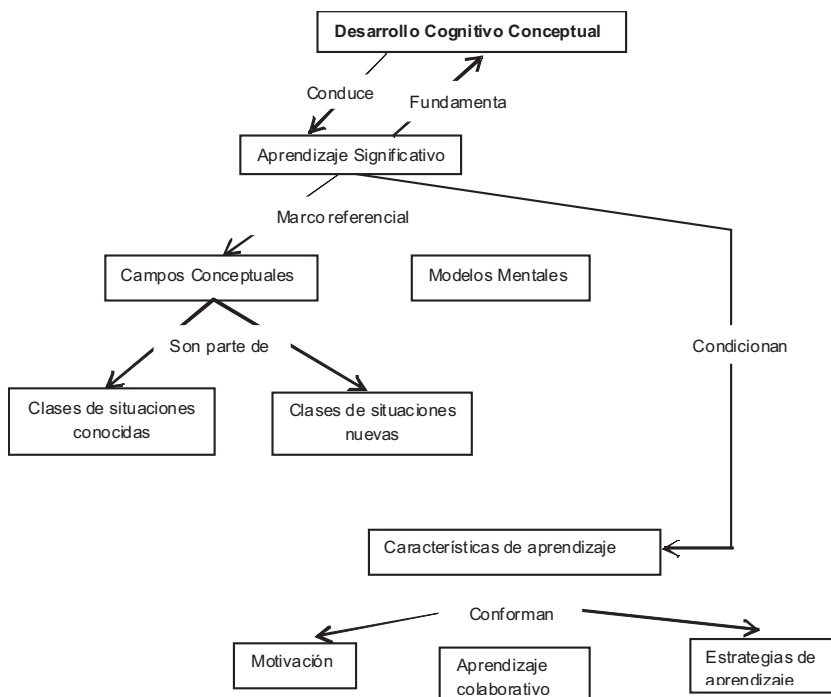 Desarrollo Cognitivo Conceptual
Conduce
Fundamenta
Aprendizaje Significativo
Marco referencial
Campos Conceptuales
Modelos Mentales
Son parte de
Condicionan
Clases de situaciones
conocidas
Clases de situaciones
nuevas
Características de aprendizaje
Conforman
Motivación
Aprendizaje
colaborativo
Estrategias de
aprendizaje